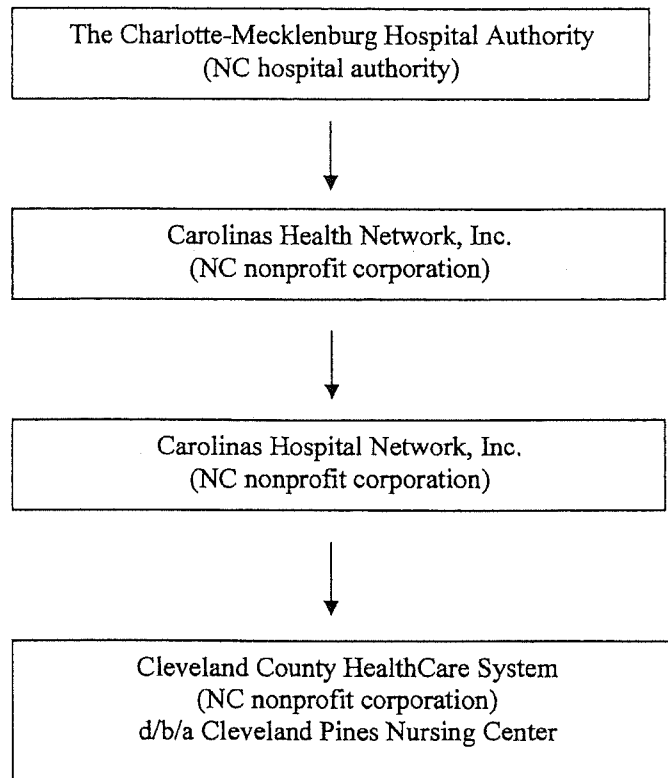 The Charlotte-Mecklenburg Hospital Authority
(NC hospital authority)
Carolinas Health Network, Inc.
(NC nonprofit corporation)
Carolinas Hospital Network, Inc.
(NC nonprofit corporation)
Cleveland County HealthCare System
(NC nonprofit corporation)
d/b/a Cleveland Pines Nursing Center